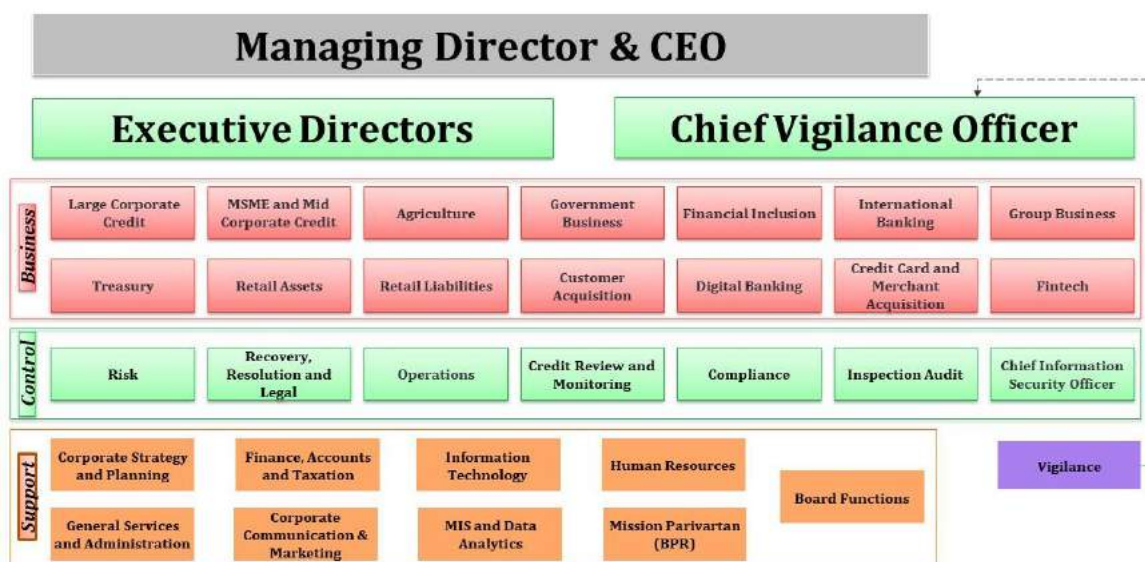 Managing Director & CEO
Executive Directors
Chief Vigilance Officer
Business
Large Corporate
Credit
MSME and Mid
Corporate Credit
Agriculture
Government
Business
Financial Inclusion
International
Banking
Group Business
Treasury
Retail Assets
Retail Liabilities
Customer
Acquisition
Digital Banking
Credit Card and
Merchant
Acquisition
Fintech
Control
Risk
Recovery,
Resolution and
Legal
Operations
Credit Review and
Monitoring
Compliance
Inspection Audit
Chief Information
Security Officer
Support
Corporate Strategy
and Planning
Finance, Accounts
and Taxation
Information
Technology
Human Resources
Board Functions
General Services
and Administration
Corporate
Communication &
Marketing
MIS and Data
Analytics
Mission Parivartan
(BPR)
Vigilance